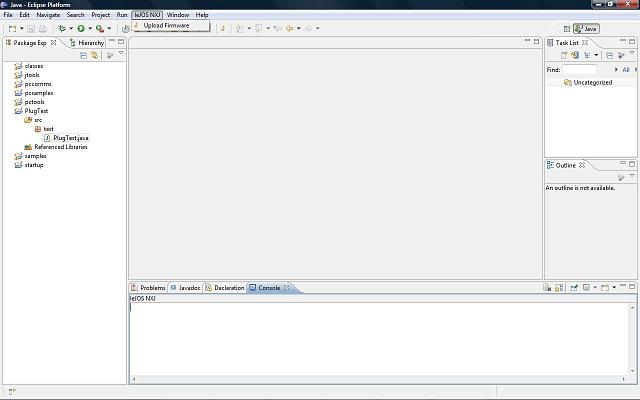 Java - Eclipse Platform
File Edit Navigate Search Project Run leJOS NXJ Window Help
Upload Firmware
Java
Package Exp
Hierarchy
classes
jtools
pccomms
pcsamples
pctools
PlugTest
src
test
PlugTest.java
Referenced Libraries
samples
startup
Task List
Find:
All
Uncategorized
Outline
An outline is not available.
Problems Javadoc Declaration Console
leJOS NXJ